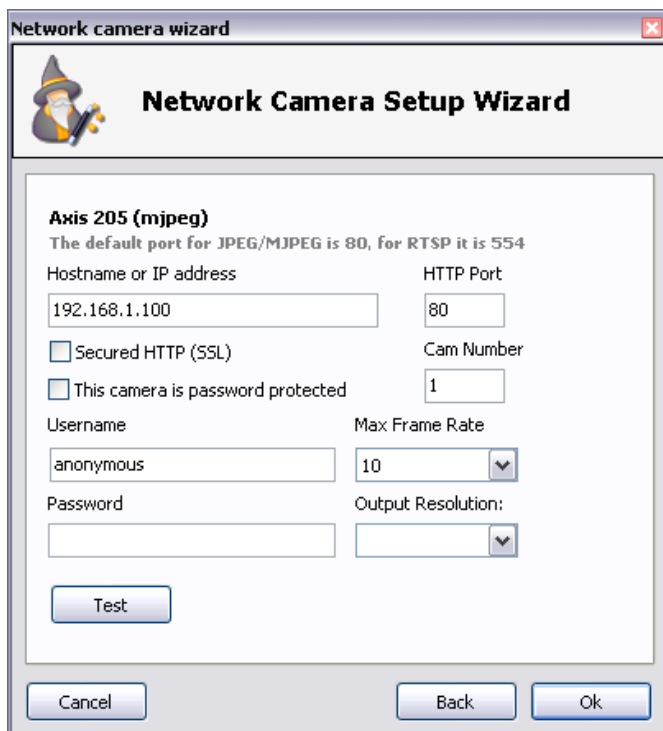 Network camera wizard
Network Camera Setup Wizard
Axis 205 (mjpeg)
The default port for JPEG/MJPEG is 80, for RTSP it is 554
Hostname or IP address HTTP Port
192.168.1.100 80
Secured HTTP (SSL) Cam Number
This camera is password protected 1
Username Max Frame Rate
anonymous 10
Password Output Resolution:
Test
Cancel Back Ok